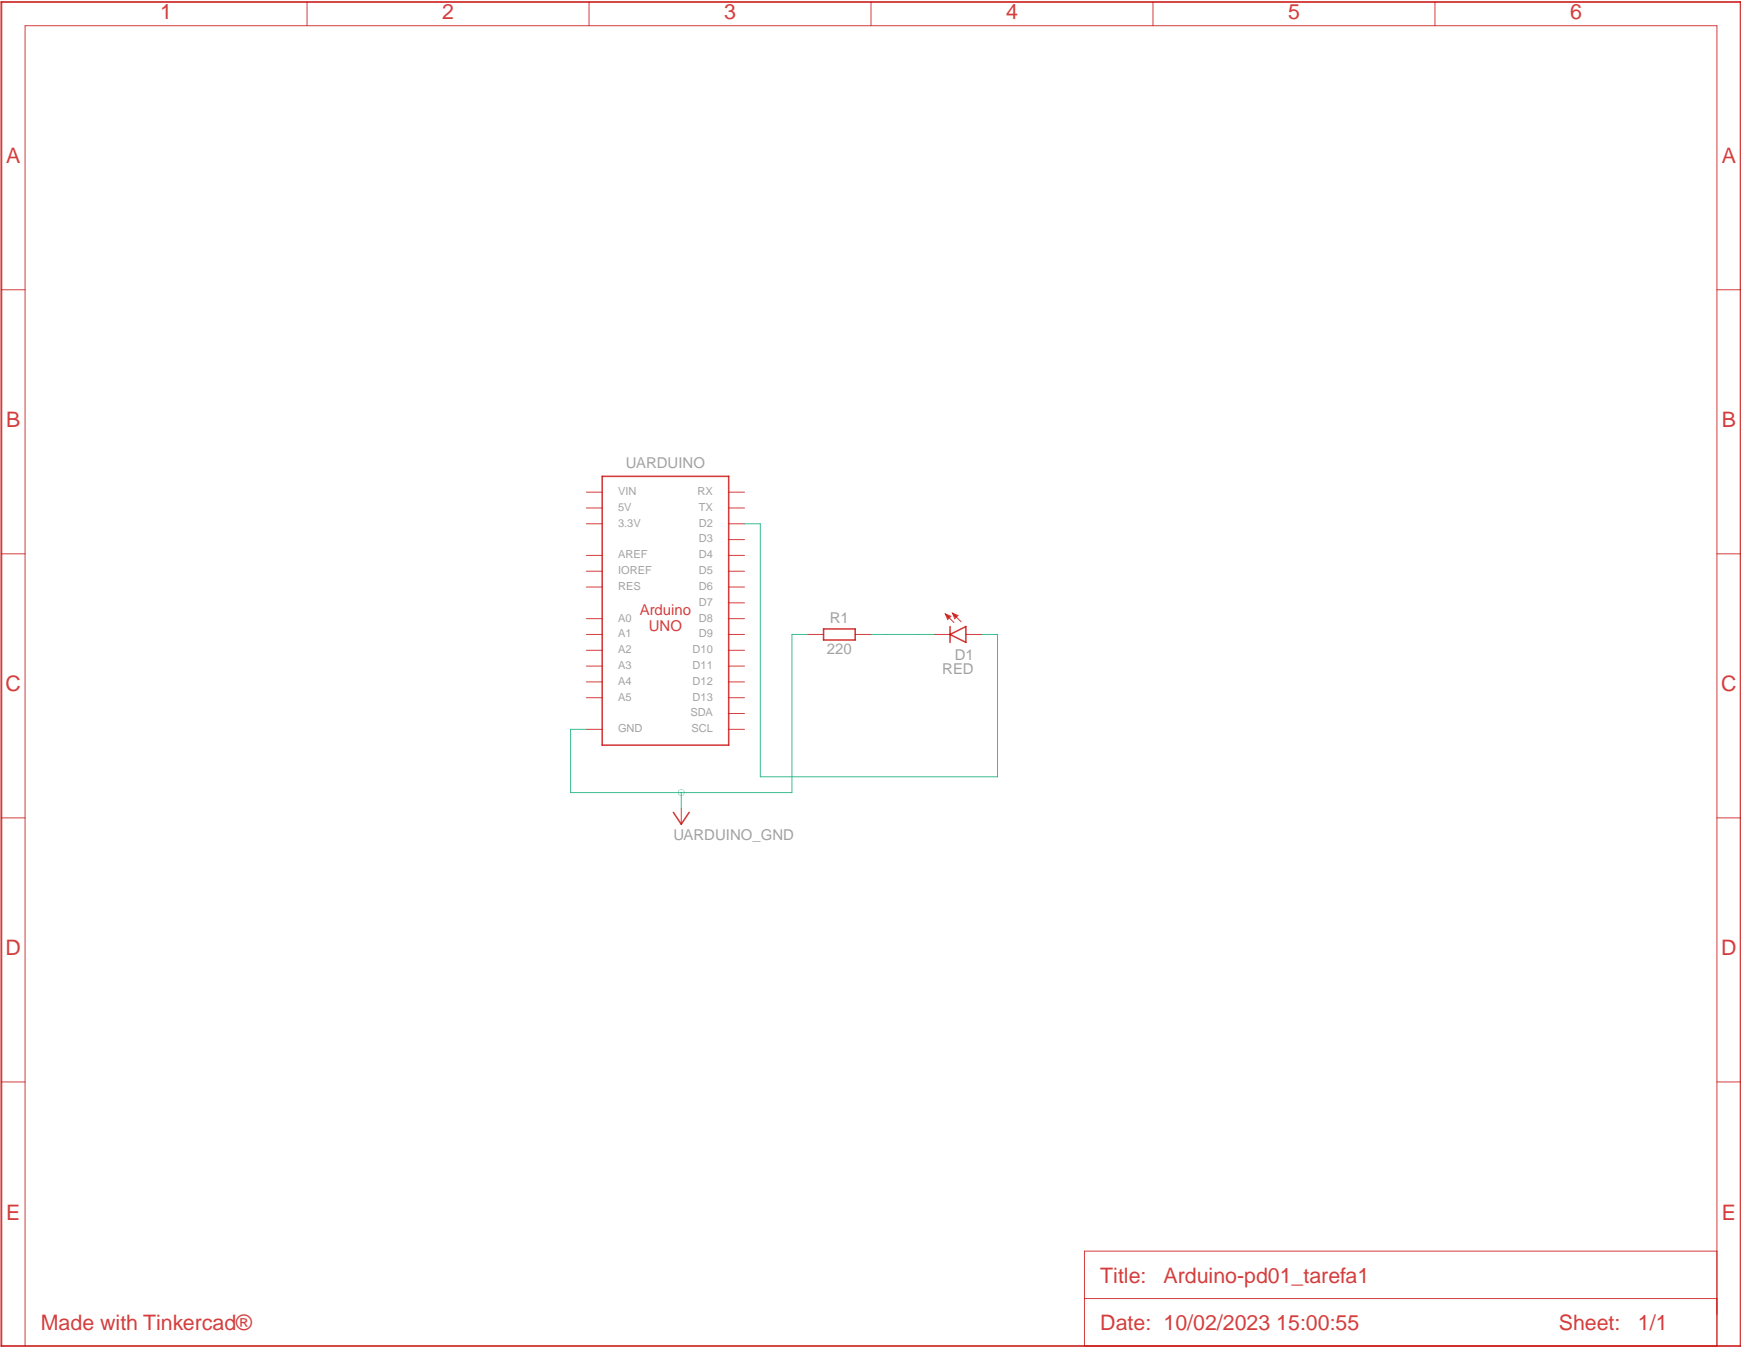 1 2 3 4 5 6
A A
B B
UARDUINO
VIN RX
5V TX
3.3V D2
D3
AREF D4
IOREF D5
RES D6
D7
Arduino
A0 D8
UNO
A1 D9
A2 D10
A3 D11
A4 D12
A5 D13
SDA
GND SCL
R1
220
D1
RED
C C
UARDUINO_GND
D D
E E
Title: Arduino-pd01_tarefa1
Made with Tinkercad®
Date: 10/02/2023 15:00:55 Sheet: 1/1